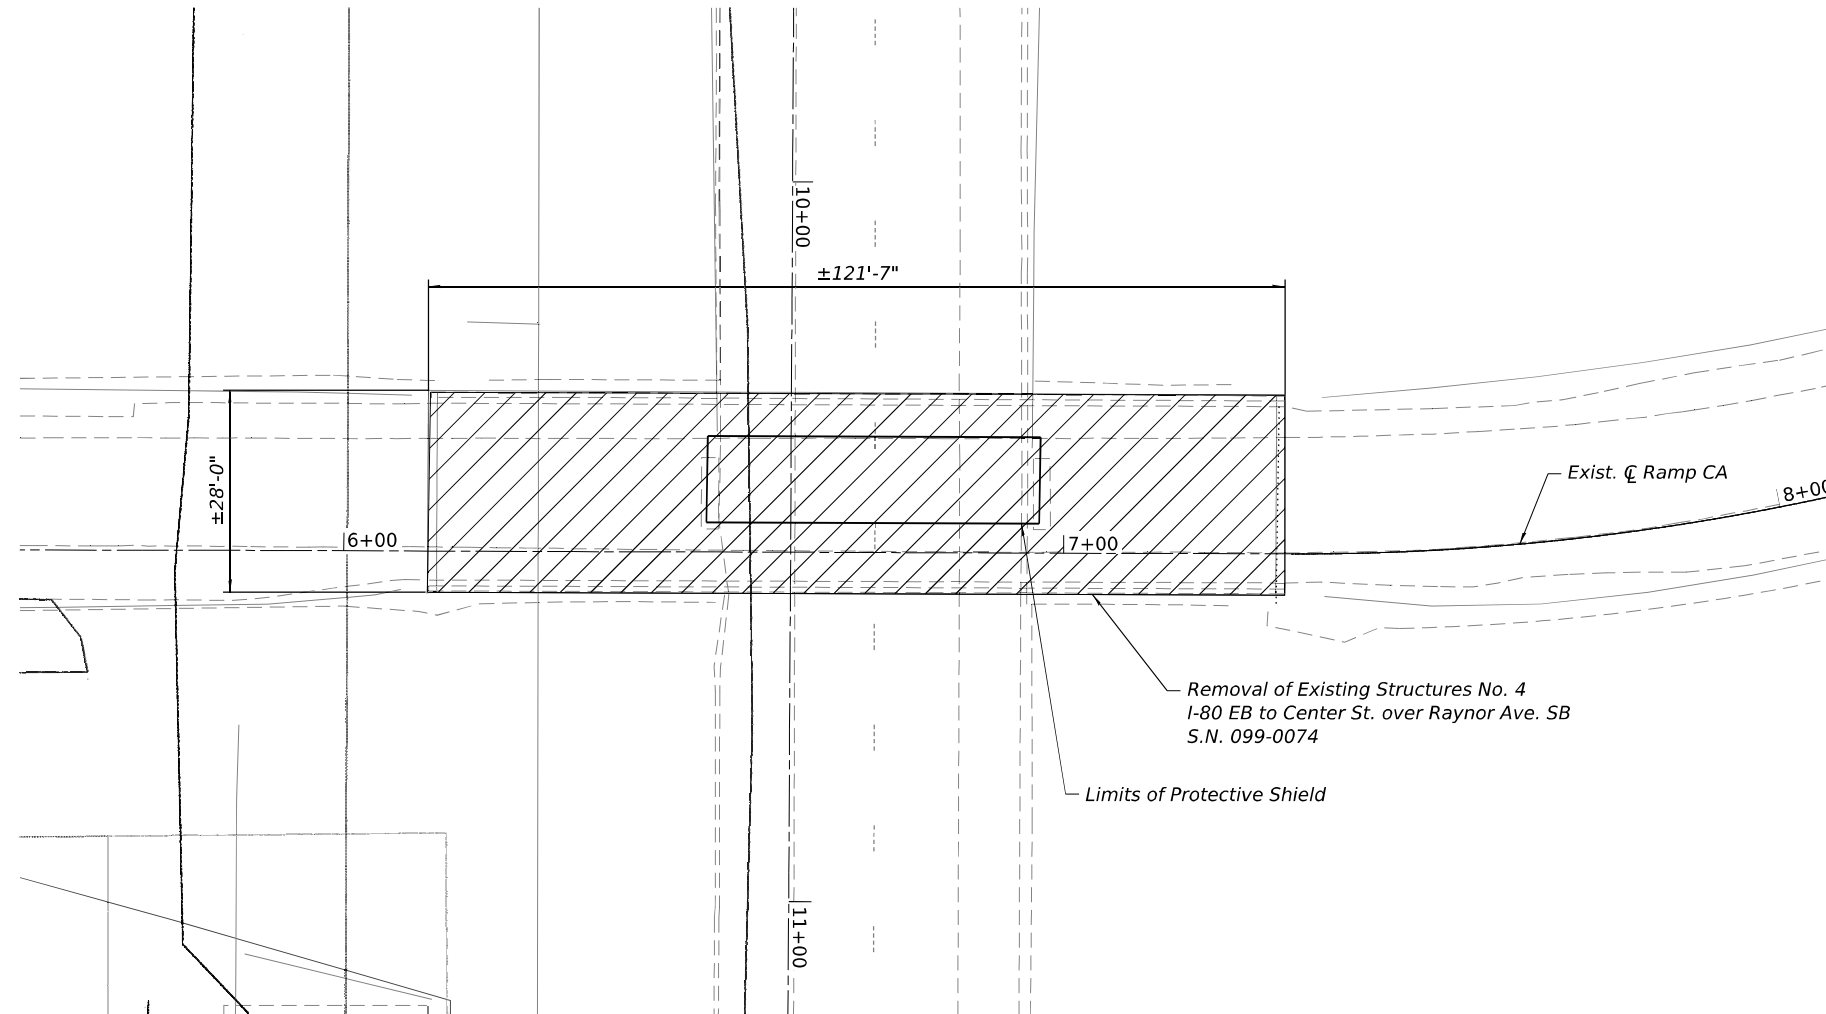 10+00
±121'-7"
±28'-0"
Exist. ℄ Ramp CA
8+00
6+00
7+00
Removal of Existing Structures No. 4
I-80 EB to Center St. over Raynor Ave. SB
S.N. 099-0074
Limits of Protective Shield
11+00